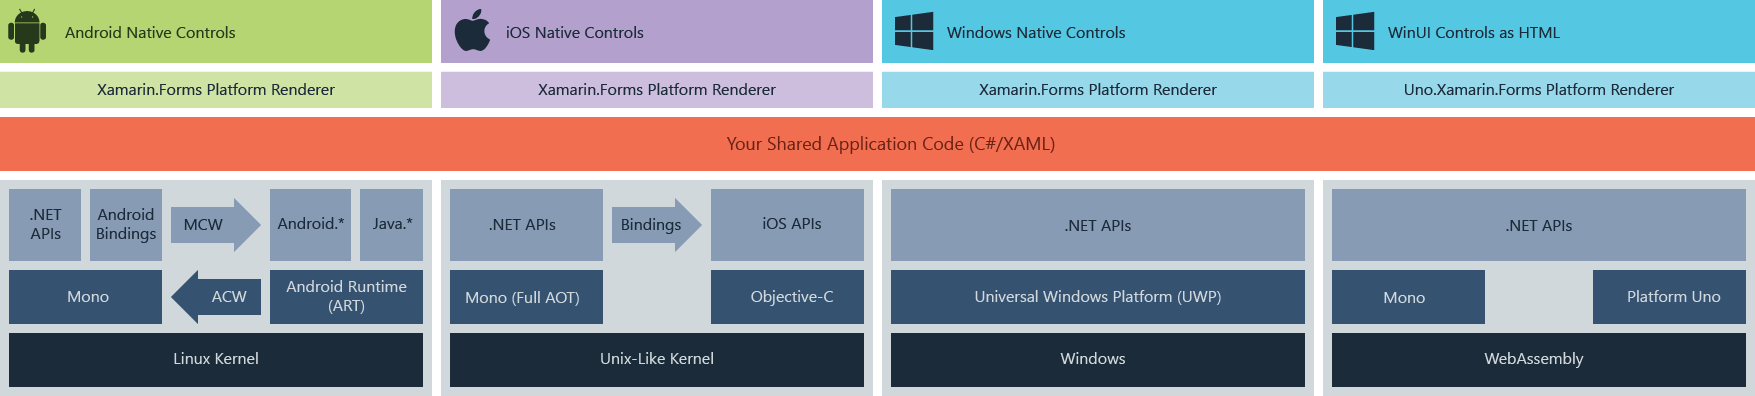 Android Native Controls
iOS Native Controls
Windows Native Controls
WinUI Controls as HTML
Xamarin.Forms Platform Renderer
Xamarin.Forms Platform Renderer
Xamarin.Forms Platform Renderer
Uno.Xamarin.Forms Platform Renderer
Your Shared Application Code (C#/XAML)
.NET
APIs
Android
Bindings
MCW
Android.*
Java.*
Mono
ACW
Android Runtime
(ART)
Linux Kernel
.NET APIs
Bindings
iOS APIs
Mono (Full AOT)
Objective-C
Unix-Like Kernel
.NET APIs
Universal Windows Platform (UWP)
Windows
.NET APIs
Mono
Platform Uno
WebAssembly